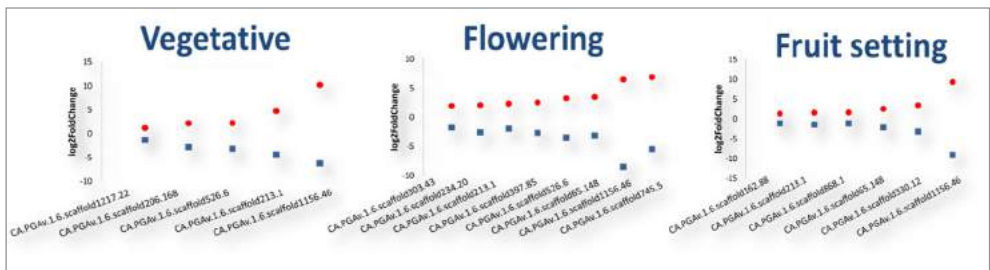 Vegetative
log2FoldChange
15
10
5
0
-5
-10
CA.PGAv.1.6.scaffold1217.22
CA.PGAv.1.6.scaffold206.168
CA.PGAv.1.6.scaffold526.6
CA.PGAv.1.6.scaffold213.1
CA.PGAv.1.6.scaffold1156.46
Flowering
log2FoldChange
10
5
0
-5
-10
CA.PGAv.1.6.scaffold303.43
CA.PGAv.1.6.scaffold234.20
CA.PGAv.1.6.scaffold213.1
CA.PGAv.1.6.scaffold397.85
CA.PGAv.1.6.scaffold526.6
CA.PGAv.1.6.scaffold65.148
CA.PGAv.1.6.scaffold1156.46
CA.PGAv.1.6.scaffold745.5
Fruit setting
log2FoldChange
15
10
5
0
-5
-10
-15
CA.PGAv.1.6.scaffold162.88
CA.PGAv.1.6.scaffold213.1
CA.PGAv.1.6.scaffold868.1
CA.PGAv.1.6.scaffold65.148
CA.PGAv.1.6.scaffold330.12
CA.PGAv.1.6.scaffold1156.46